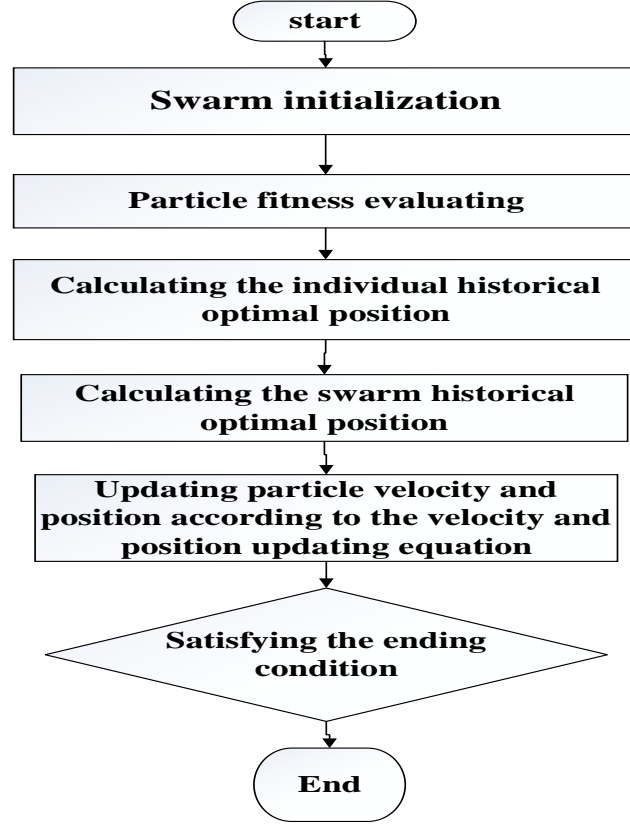 start
Swarm initialization
Particle fitness evaluating
Calculating the individual historical
optimal position
Calculating the swarm historical
optimal position
Updating particle velocity and
position according to the velocity and
position updating equation
Satisfying the ending
condition
End